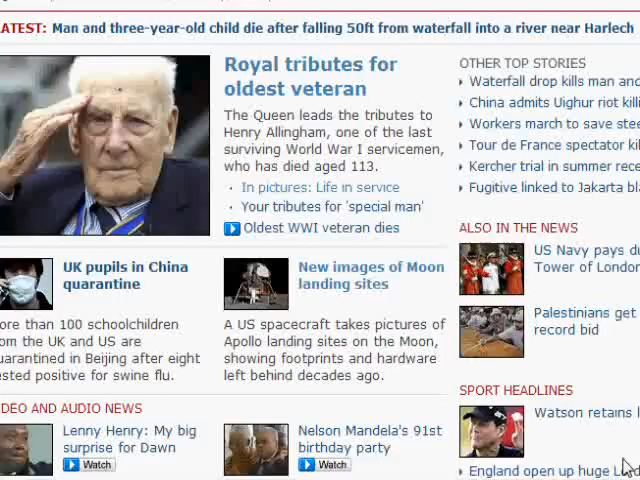 LATEST: Man and three-year-old child die after falling 50ft from waterfall into a river near Harlech
Royal tributes for
oldest veteran
The Queen leads the tributes to
Henry Allingham, one of the last
surviving World War I servicemen,
who has died aged 113.
In pictures: Life in service
Your tributes for 'special man'
Oldest WWI veteran dies
OTHER TOP STORIES
Waterfall drop kills man and
China admits Uighur riot killi
Workers march to save stee
Tour de France spectator kil
Kercher trial in summer rece
Fugitive linked to Jakarta bla
ALSO IN THE NEWS
US Navy pays du
Tower of London
Palestinians get
record bid
UK pupils in China
quarantine
ore than 100 schoolchildren
om the UK and US are
uarantined in Beijing after eight
ested positive for swine flu.
New images of Moon
landing sites
A US spacecraft takes pictures of
Apollo landing sites on the Moon,
showing footprints and hardware
left behind decades ago.
SPORT HEADLINES
Watson retains l
England open up huge Lord
IDEO AND AUDIO NEWS
Lenny Henry: My big
surprise for Dawn
Watch
Nelson Mandela's 91st
birthday party
Watch